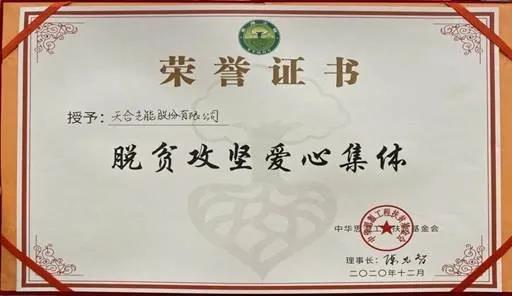 荣誉证书
授予：天合光能股份有限公司
脱贫攻坚爱心集体
中华思源工程扶贫基金会
理事长：
二〇二〇年十二月